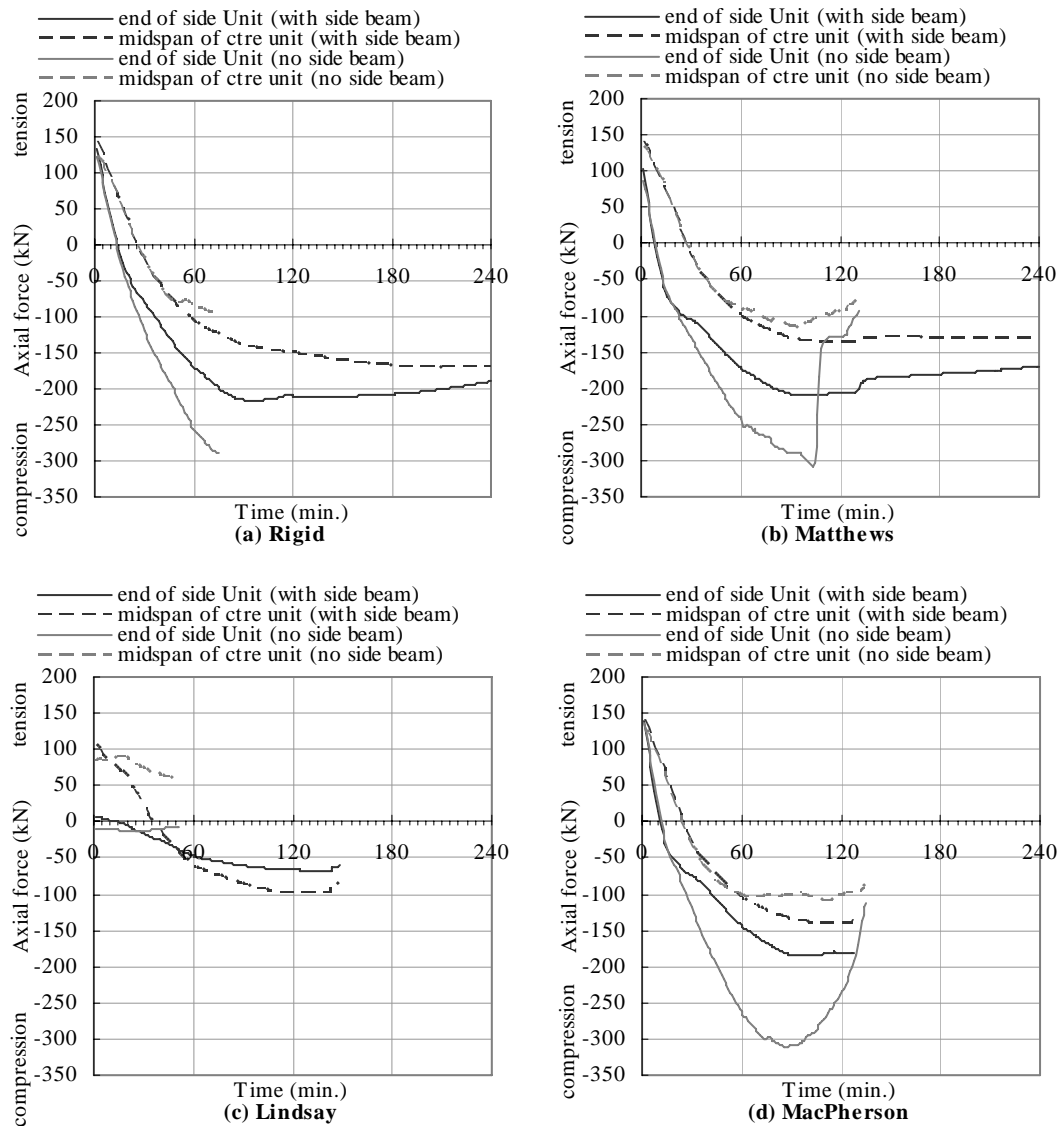 end of side Unit (with side beam)
midspan of ctre unit (with side beam)
end of side Unit (no side beam)
midspan of ctre unit (no side beam)
200
150
100
50
0
-50
-100
-150
-200
-250
-300
-350
compression Axial force (kN) tension
0 60 120 180 240
Time (min.)
(a) Rigid
end of side Unit (with side beam)
midspan of ctre unit (with side beam)
end of side Unit (no side beam)
midspan of ctre unit (no side beam)
200
150
100
50
0
-50
-100
-150
-200
-250
-300
-350
compression Axial force (kN) tension
0 60 120 180 240
Time (min.)
(b) Matthews
end of side Unit (with side beam)
midspan of ctre unit (with side beam)
end of side Unit (no side beam)
midspan of ctre unit (no side beam)
200
150
100
50
0
-50
-100
-150
-200
-250
-300
-350
compression Axial force (kN) tension
0 60 120 180 240
Time (min.)
(c) Lindsay
end of side Unit (with side beam)
midspan of ctre unit (with side beam)
end of side Unit (no side beam)
midspan of ctre unit (no side beam)
200
150
100
50
0
-50
-100
-150
-200
-250
-300
-350
compression Axial force (kN) tension
0 60 120 180 240
Time (min.)
(d) MacPherson